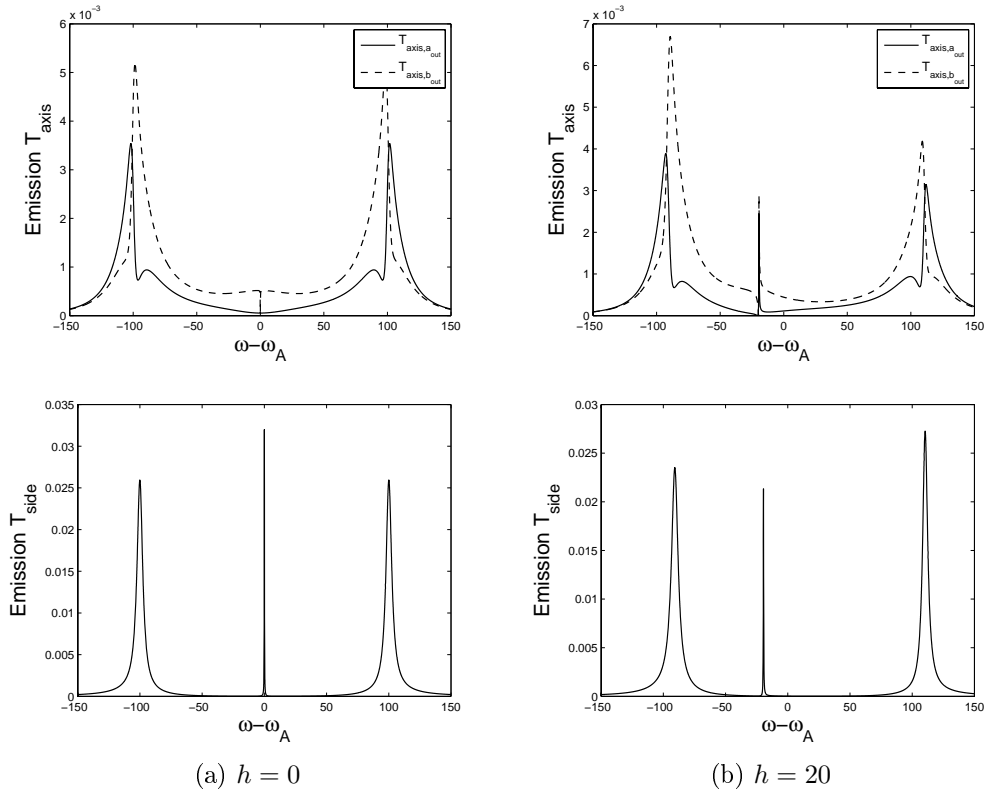 x 10⁻³
6
5
4
3
2
1
0
−150 −100 −50 0 50 100 150
Emission T_axis
ω−ω_A
T_axis,a_out
T_axis,b_out
x 10⁻³
7
6
5
4
3
2
1
0
−150 −100 −50 0 50 100 150
Emission T_axis
ω−ω_A
T_axis,a_out
T_axis,b_out
0.035
0.03
0.025
0.02
0.015
0.01
0.005
0
−150 −100 −50 0 50 100 150
Emission T_side
ω−ω_A
(a) h = 0
0.03
0.025
0.02
0.015
0.01
0.005
0
−150 −100 −50 0 50 100 150
Emission T_side
ω−ω_A
(b) h = 20